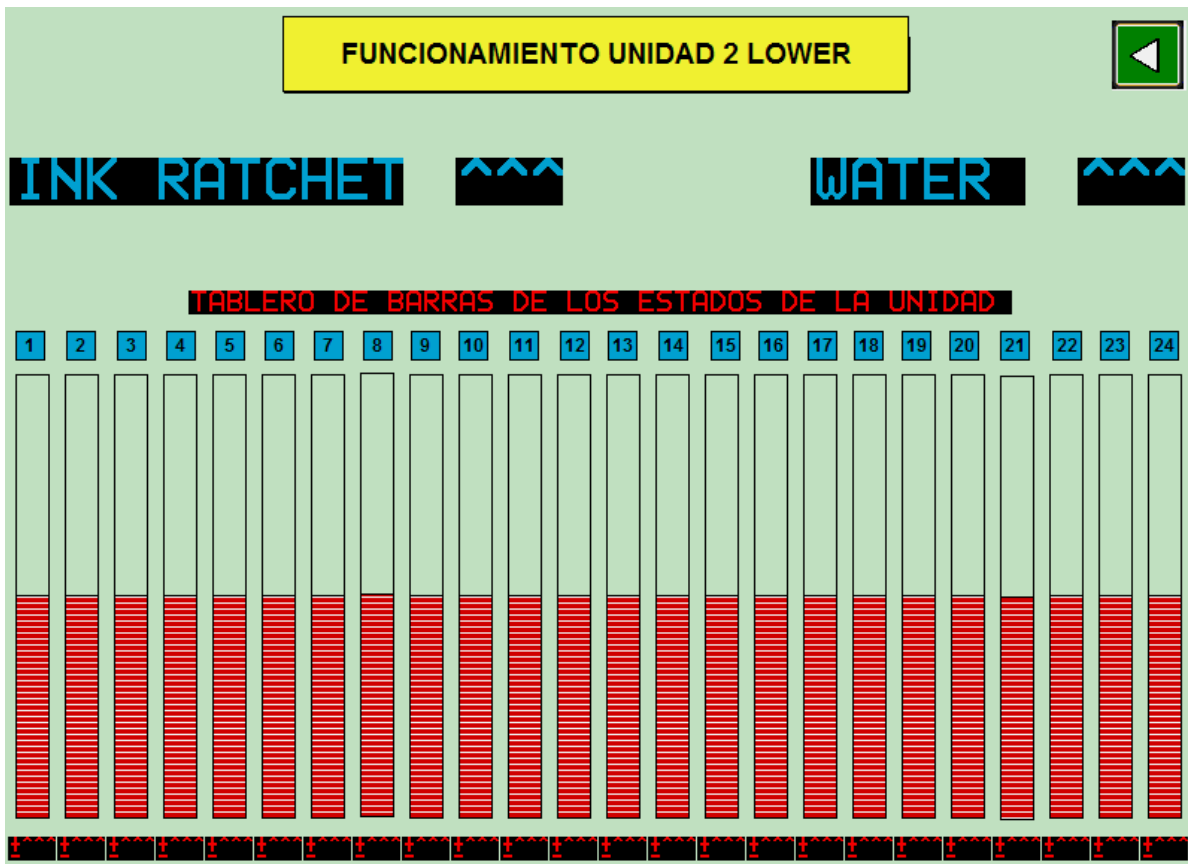 FUNCIONAMIENTO UNIDAD 2 LOWER
INK RATCHET ^^^ WATER ^^^
TABLERO DE BARRAS DE LOS ESTADOS DE LA UNIDAD
1 2 3 4 5 6 7 8 9 10 11 12 13 14 15 16 17 18 19 20 21 22 23 24
±^^^ ±^^^ ±^^^ ±^^^ ±^^^ ±^^^ ±^^^ ±^^^ ±^^^ ±^^^ ±^^^ ±^^^ ±^^^ ±^^^ ±^^^ ±^^^ ±^^^ ±^^^ ±^^^ ±^^^ ±^^^ ±^^^ ±^^^ ±^^^